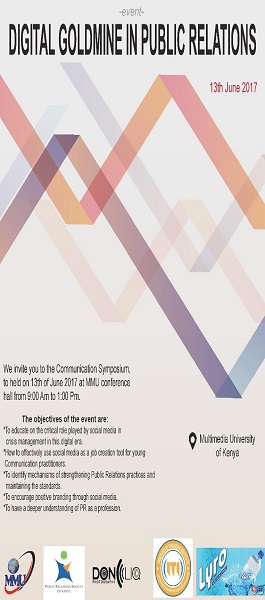 -event-
DIGITAL GOLDMINE IN PUBLIC RELATIONS
13th June 2017
We invite you to the Communication Symposium,
to held on 13th of June 2017 at MMU conference
hall from 9:00 Am to 1:00 Pm.
The objectives of the event are:
*To educate on the critical role played by social media in
crisis management in this digital era.
*How to effectively use social media as a job creation tool for young
Communication practitioners.
*To identify mechanisms of strengthening Public Relations practices and
maintaining the standards.
*To encourage positive branding through social media.
*To have a deeper understanding of PR as a profession.
Multimedia University
of Kenya
MMU
PUBLIC RELATIONS SOCIETY
OF KENYA
DON CLIQ
ITI
Lyro